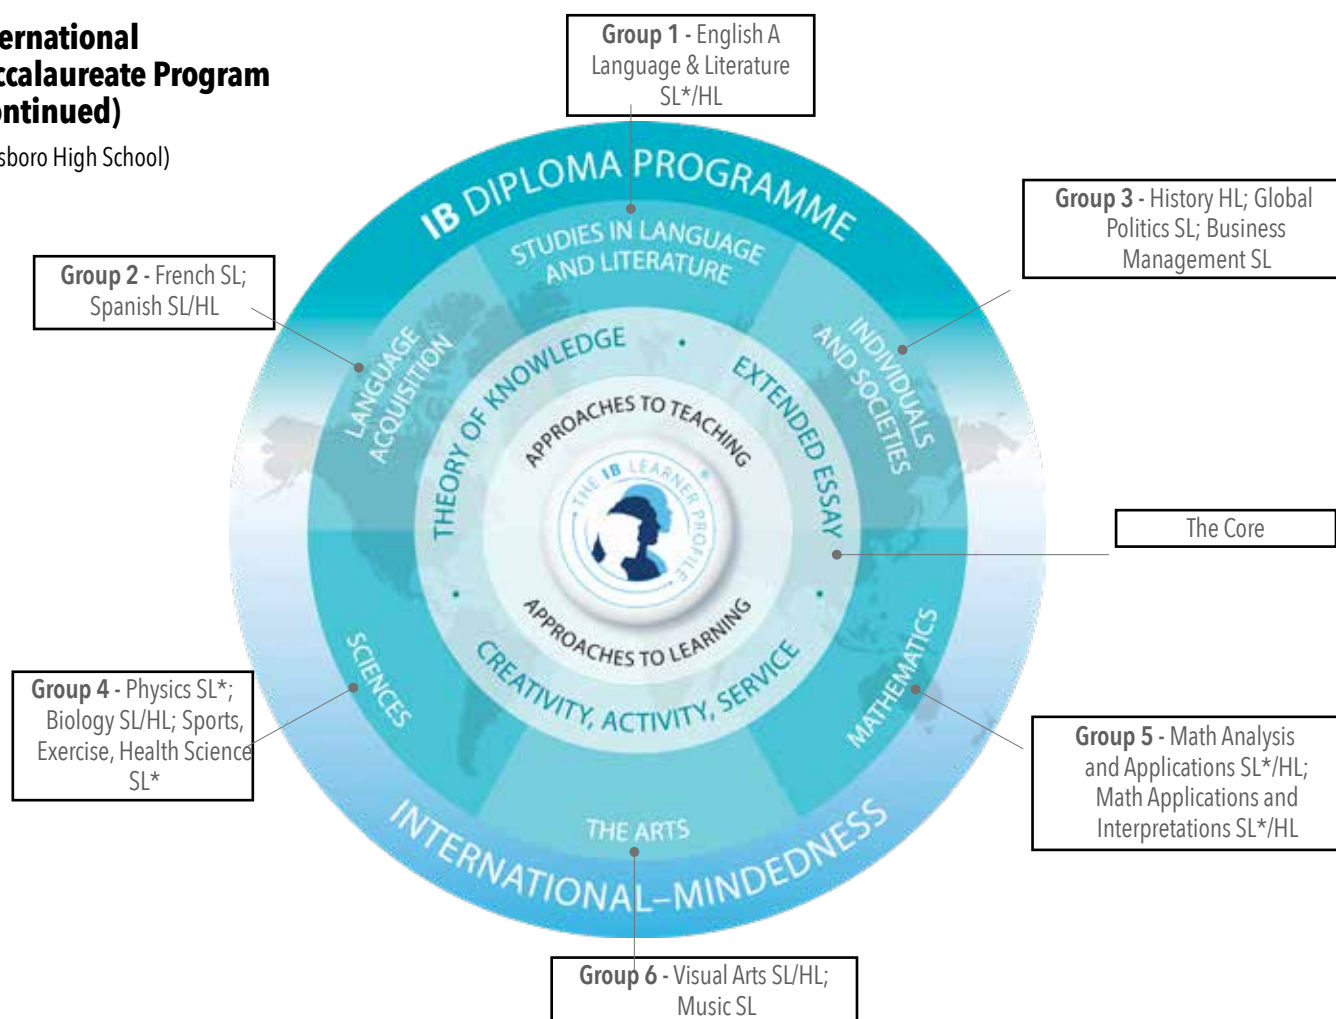 ternational
ccalaureate Program
ontinued)
sboro High School)
Group 1 - English A
Language & Literature
SL*/HL
Group 3 - History HL; Global
Politics SL; Business
Management SL
Group 2 - French SL;
Spanish SL/HL
IB DIPLOMA PROGRAMME
STUDIES IN LANGUAGE
AND LITERATURE
LANGUAGE
ACQUISITION
INDIVIDUALS
AND SOCIETIES
THEORY OF KNOWLEDGE
EXTENDED ESSAY
APPROACHES TO TEACHING
THE IB LEARNER PROFILE ®
The Core
APPROACHES TO LEARNING
CREATIVITY, ACTIVITY, SERVICE
SCIENCES
MATHEMATICS
Group 4 - Physics SL*;
Biology SL/HL; Sports,
Exercise, Health Science
SL*
Group 5 - Math Analysis
and Applications SL*/HL;
Math Applications and
Interpretations SL*/HL
THE ARTS
INTERNATIONAL–MINDEDNESS
Group 6 - Visual Arts SL/HL;
Music SL